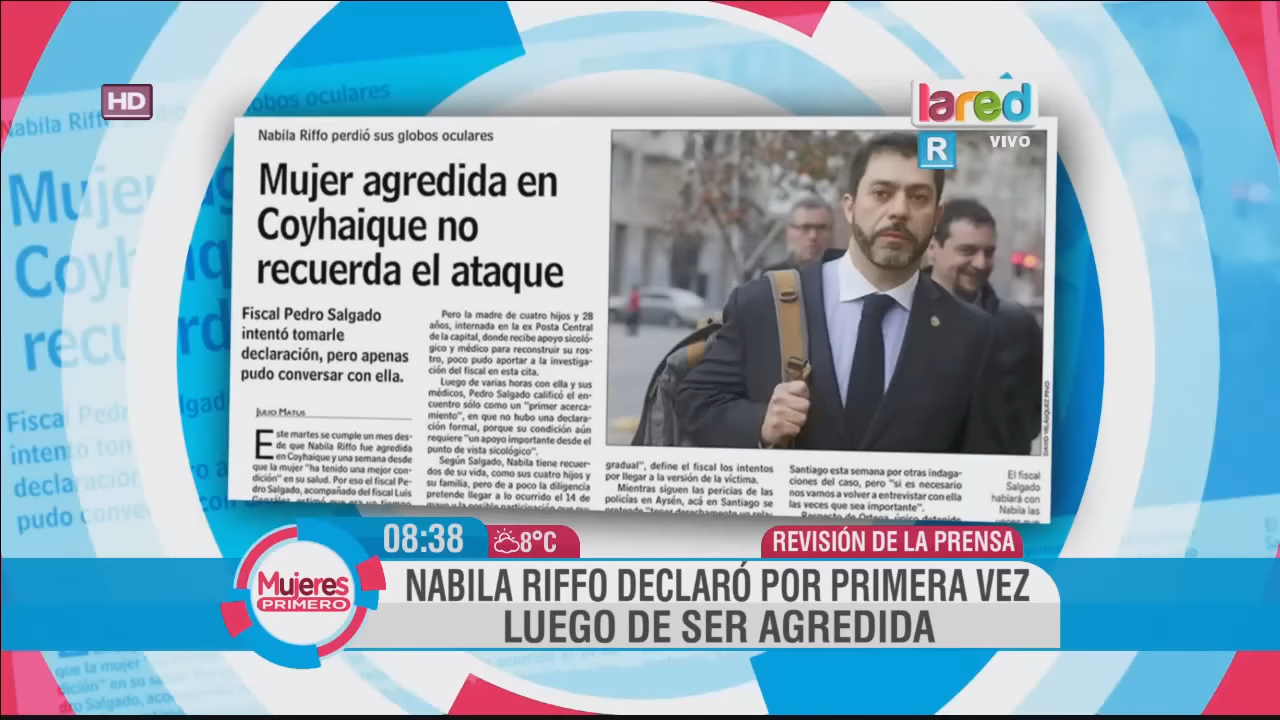 HD
lared
R
VIVO
Nabila Riffo perdió sus globos oculares
Mujer agredida en
Coyhaique no
recuerda el ataque
Fiscal Pedro Salgado
intentó tomarle
declaración, pero apenas
pudo conversar con ella.
JULIO MATUS
Este martes se cumple un mes des-
de que Nabila Riffo fue agredida
en Coyhaique y una semana desde
que la mujer "ha tenido una mejor con-
dición" en su salud. Por eso el fiscal Pe-
dro Salgado, acompañado del fiscal Luis
Pero la madre de cuatro hijos y 28
años, internada en la ex Posta Central
de la capital, donde recibe apoyo sicoló-
gico y médico para reconstruir su ros-
tro, poco pudo aportar a la investiga-
ción del fiscal en esta cita.
Luego de varias horas con ella y sus
médicos, Pedro Salgado calificó el en-
cuentro sólo como un "primer acerca-
miento", en que no hubo una declara-
ción formal, porque su condición aún
requiere "un apoyo importante desde el
punto de vista sicológico".
Según Salgado, Nabila tiene recuer-
dos de su vida, como sus cuatro hijos y
su familia, pero de a poco la diligencia
pretende llegar a lo ocurrido el 14 de
gradual", define el fiscal los intentos
por llegar a la versión de la víctima.
Mientras siguen las pericias de las
policías en Aysén, acá en Santiago se
Santiago esta semana por otras indaga-
ciones del caso, pero "si es necesario
nos vamos a volver a entrevistar con ella
las veces que sea importante".
El fiscal
Salgado
hablará con
Nabila las
DAVID VELASQUEZ PINO
08:38
8°C
REVISIÓN DE LA PRENSA
Mujeres
PRIMERO
NABILA RIFFO DECLARÓ POR PRIMERA VEZ
LUEGO DE SER AGREDIDA